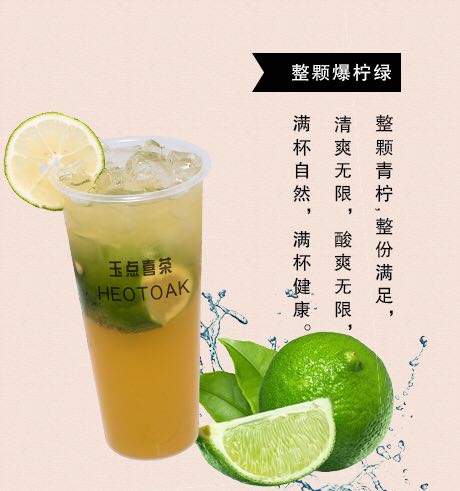 整颗爆柠绿
整颗青柠,整份满足,
清爽无限，酸爽无限，
满杯自然，满杯健康。
玉点喜茶
HEOTOAK